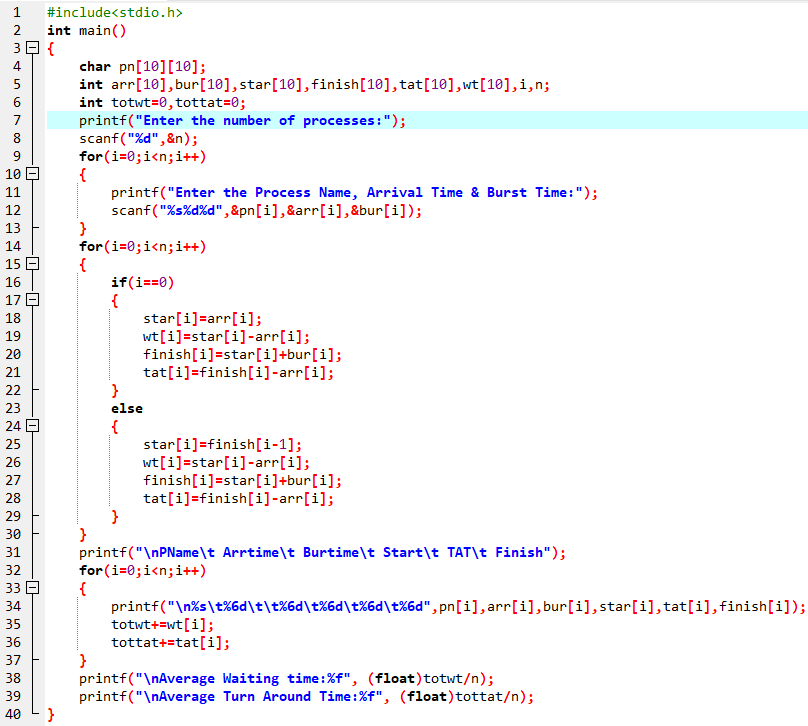 1 #include<stdio.h>
2 int main()
3 {
4 char pn[10][10];
5 int arr[10],bur[10],star[10],finish[10],tat[10],wt[10],i,n;
6 int totwt=0,tottat=0;
7 printf("Enter the number of processes:");
8 scanf("%d",&n);
9 for(i=0;i<n;i++)
10 {
11 printf("Enter the Process Name, Arrival Time & Burst Time:");
12 scanf("%s%d%d",&pn[i],&arr[i],&bur[i]);
13 }
14 for(i=0;i<n;i++)
15 {
16 if(i==0)
17 {
18 star[i]=arr[i];
19 wt[i]=star[i]-arr[i];
20 finish[i]=star[i]+bur[i];
21 tat[i]=finish[i]-arr[i];
22 }
23 else
24 {
25 star[i]=finish[i-1];
26 wt[i]=star[i]-arr[i];
27 finish[i]=star[i]+bur[i];
28 tat[i]=finish[i]-arr[i];
29 }
30 }
31 printf("\nPName\t Arrtime\t Burtime\t Start\t TAT\t Finish");
32 for(i=0;i<n;i++)
33 {
34 printf("\n%s\t%6d\t\t%6d\t%6d\t%6d\t%6d",pn[i],arr[i],bur[i],star[i],tat[i],finish[i]);
35 totwt+=wt[i];
36 tottat+=tat[i];
37 }
38 printf("\nAverage Waiting time:%f", (float)totwt/n);
39 printf("\nAverage Turn Around Time:%f", (float)tottat/n);
40 }